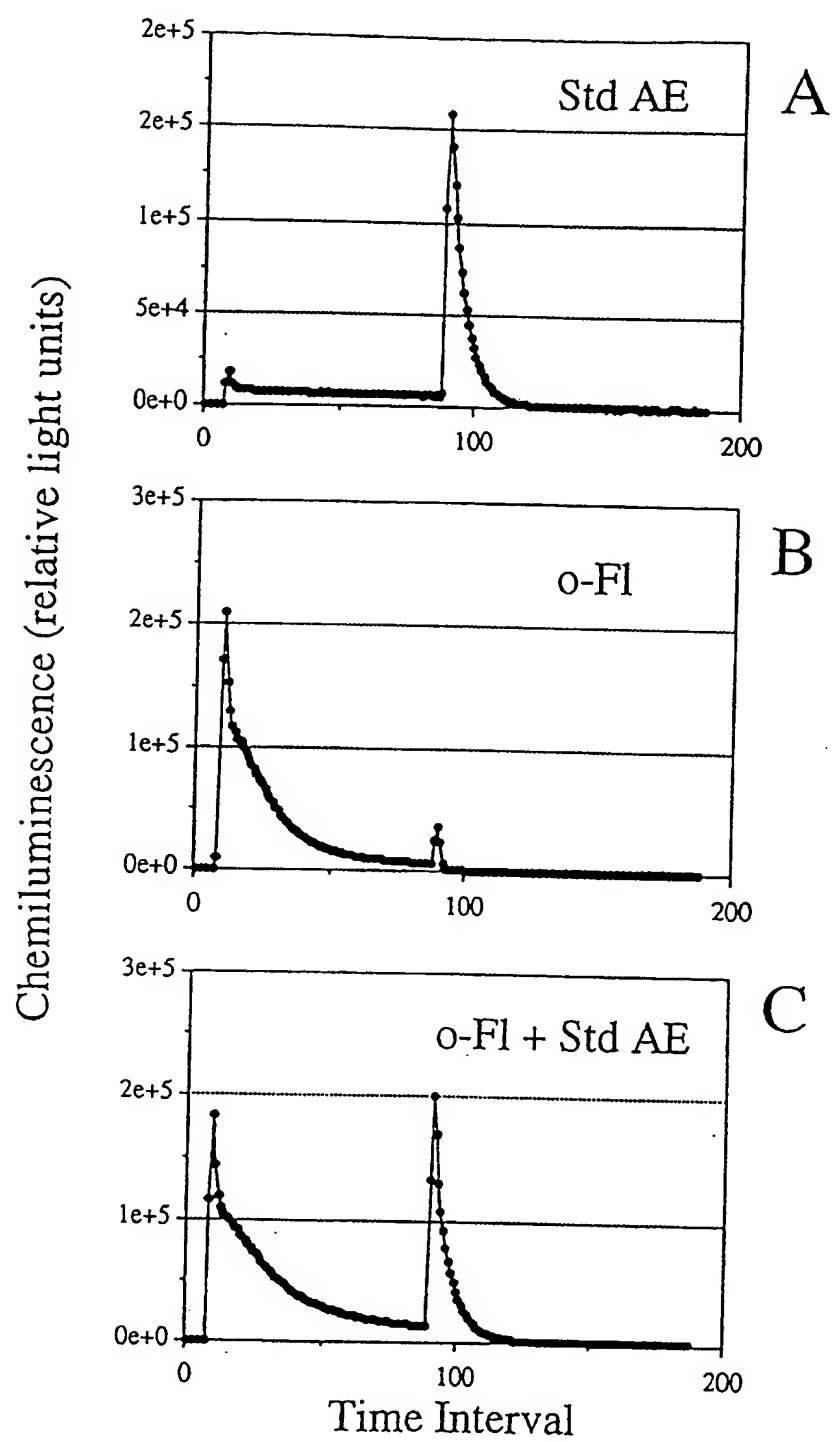 Chemiluminescence (relative light units)
2e+5
Std AE
A
2e+5
1e+5
5e+4
0e+0
0
100
200
3e+5
B
o-Fl
2e+5
1e+5
0e+0
0
100
200
3e+5
C
o-Fl + Std AE
2e+5
1e+5
0e+0
0
100
200
Time Interval